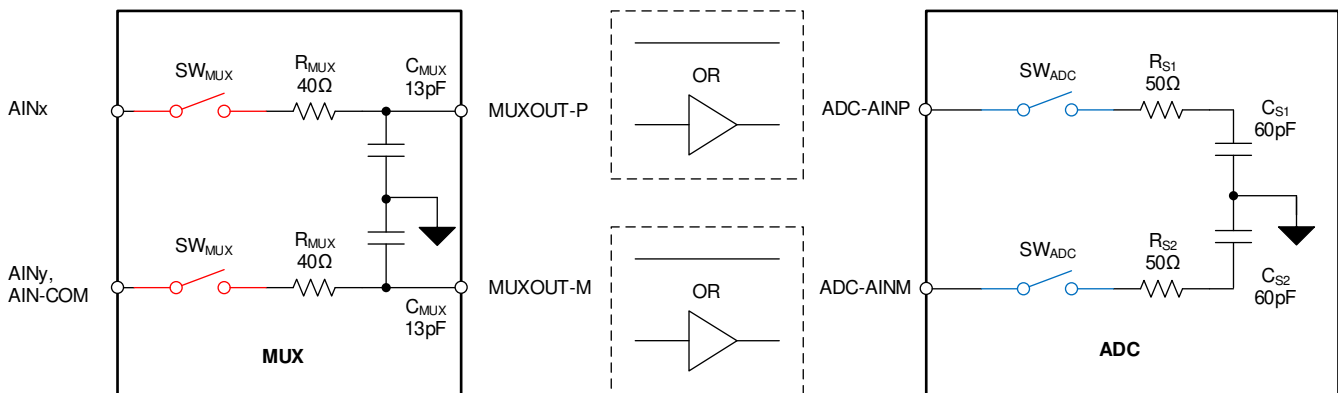 SW_MUX
R_MUX
40Ω
C_MUX
13pF
AINx
MUXOUT-P
OR
ADC-AINP
SW_ADC
R_S1
50Ω
C_S1
60pF
SW_MUX
R_MUX
40Ω
AINy,
AIN-COM
C_MUX
13pF
MUX
MUXOUT-M
OR
ADC-AINM
SW_ADC
R_S2
50Ω
C_S2
60pF
ADC